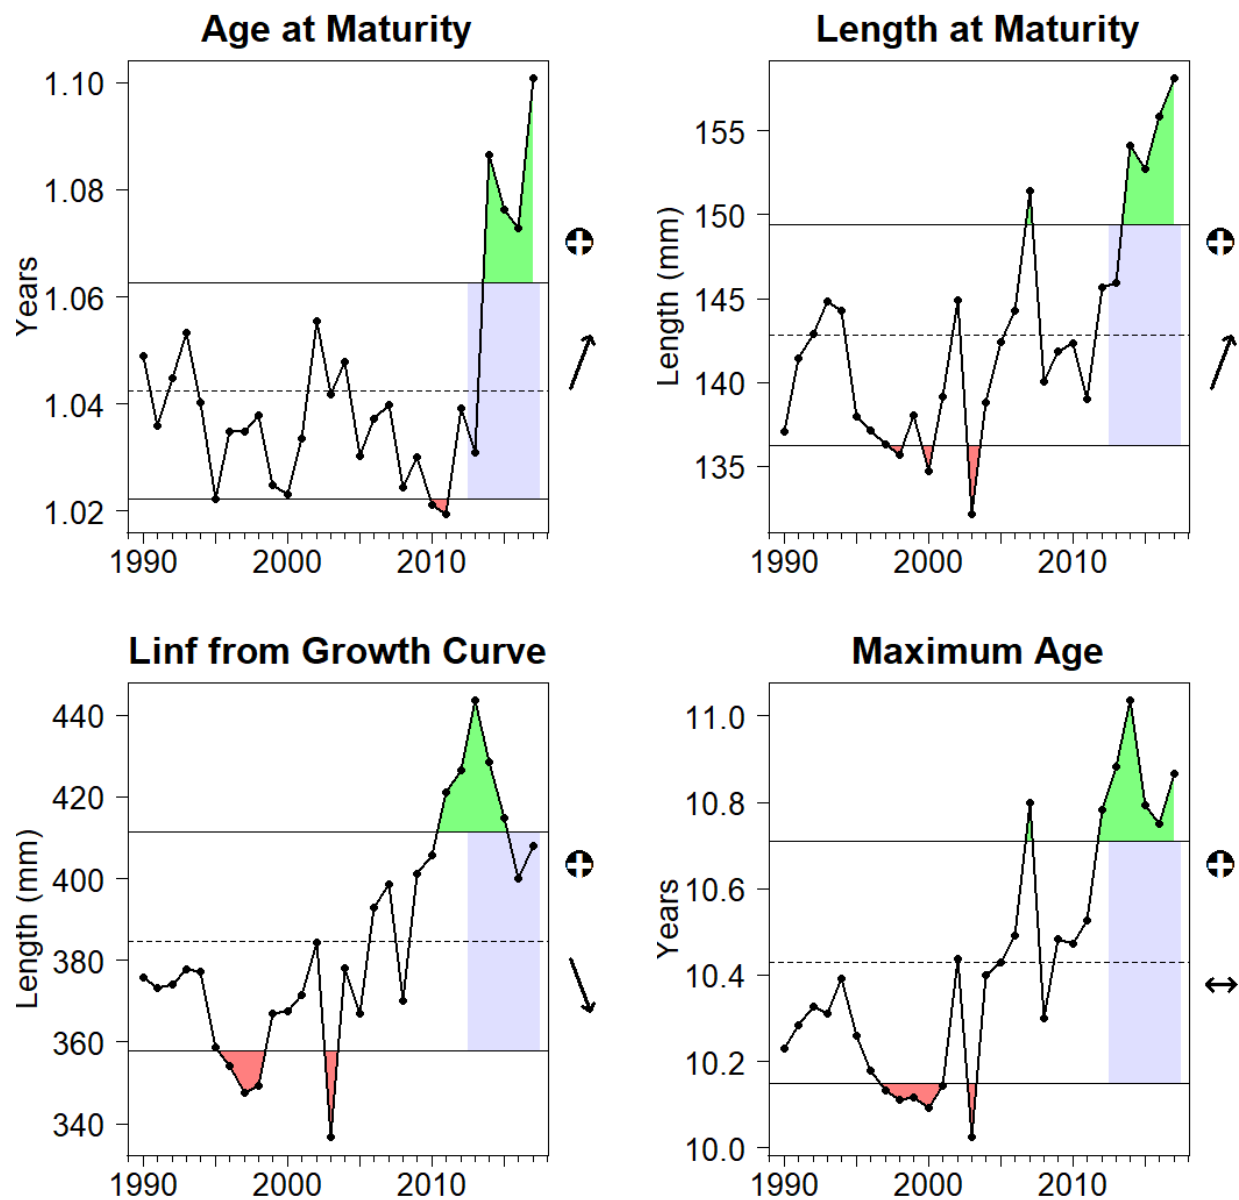 Age at Maturity
Years
1.10
1.08
1.06
1.04
1.02
1990 2000 2010
Length at Maturity
Length (mm)
155
150
145
140
135
1990 2000 2010
Linf from Growth Curve
Length (mm)
440
420
400
380
360
340
1990 2000 2010
Maximum Age
Years
11.0
10.8
10.6
10.4
10.2
10.0
1990 2000 2010